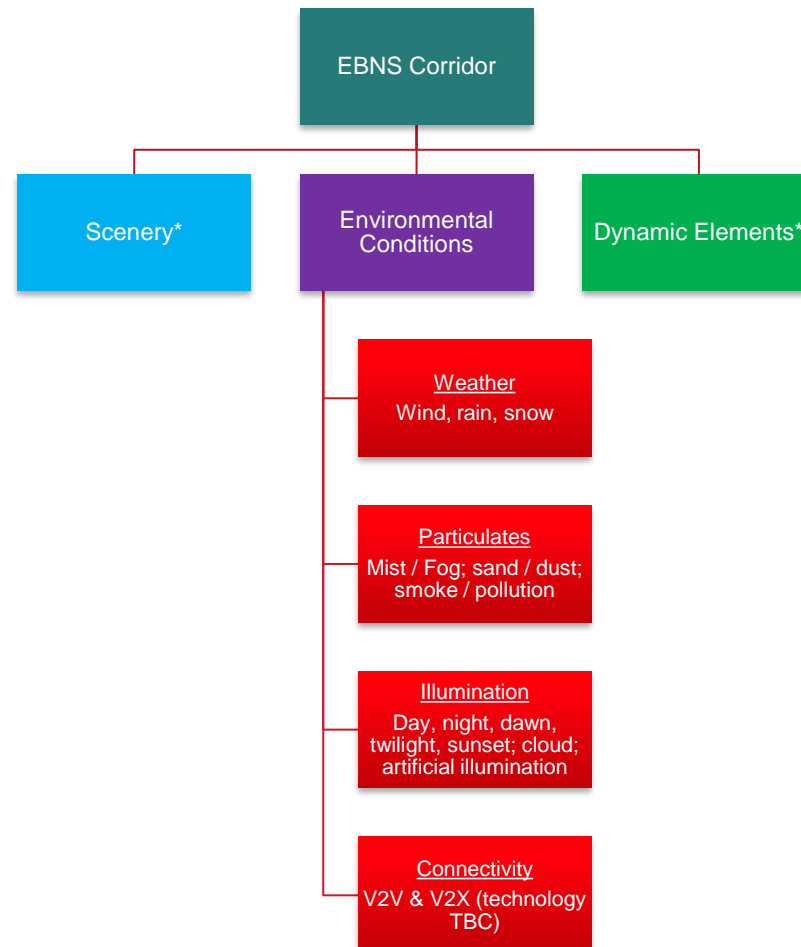 EBNS Corridor
Scenery*
Environmental
Conditions
Dynamic Elements*
Weather
Wind, rain, snow
Particulates
Mist / Fog; sand / dust;
smoke / pollution
Illumination
Day, night, dawn,
twilight, sunset; cloud;
artificial illumination
Connectivity
V2V & V2X (technology
TBC)